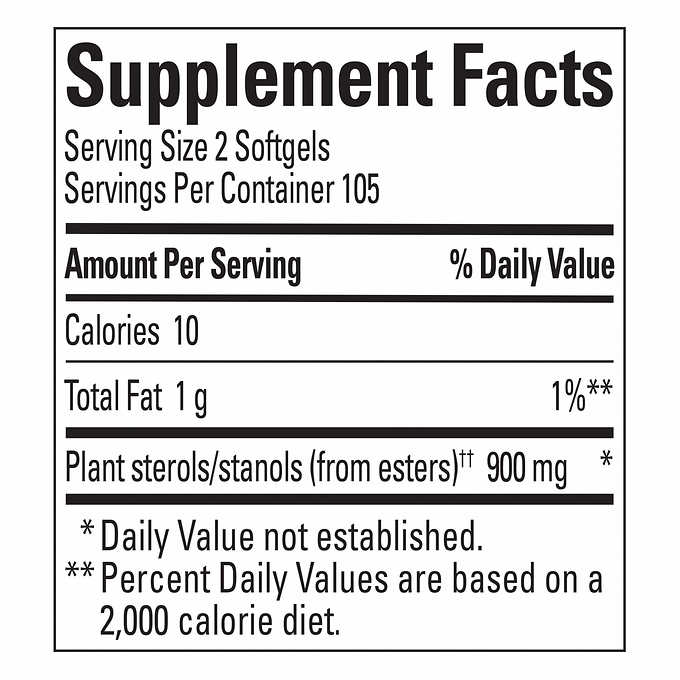 Supplement Facts
Serving Size 2 Softgels
Servings Per Container 105
Amount Per Serving % Daily Value
Calories 10
Total Fat 1 g 1%**
Plant sterols/stanols (from esters)†† 900 mg *
* Daily Value not established.
** Percent Daily Values are based on a
2,000 calorie diet.